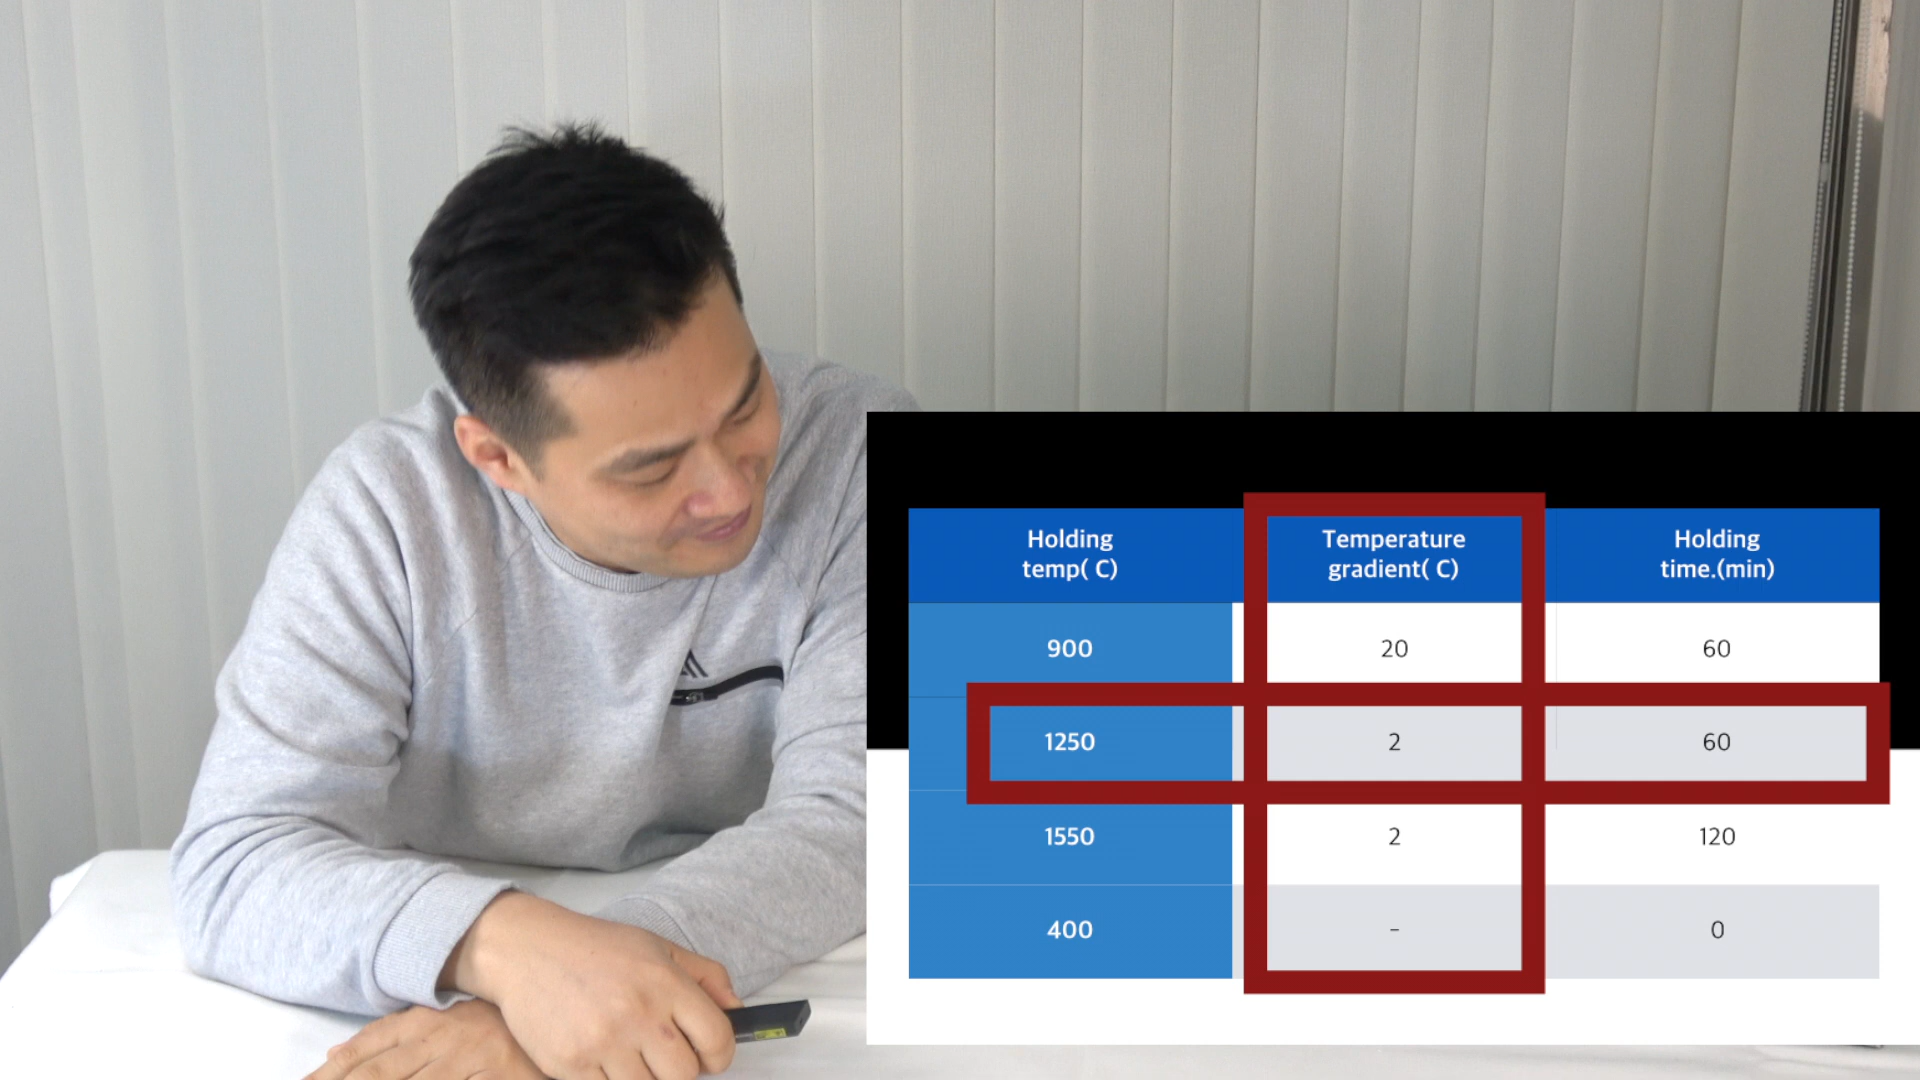 Holding
temp( C)
Temperature
gradient( C)
Holding
time.(min)
900 20 60
1250 2 60
1550 2 120
400 - 0